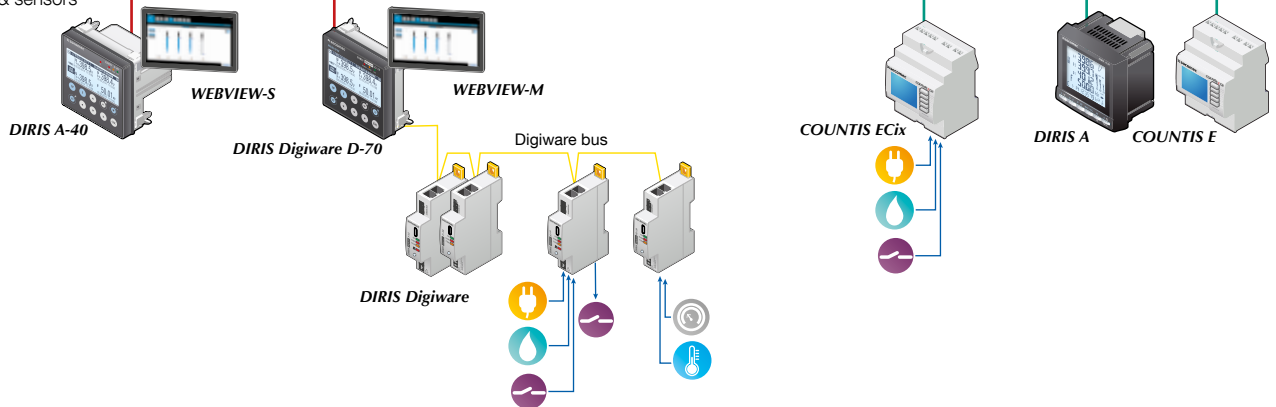 & sensors
WEBVIEW-S
WEBVIEW-M
DIRIS A-40
DIRIS Digiware D-70
COUNTIS ECix
DIRIS A
COUNTIS E
Digiware bus
DIRIS Digiware